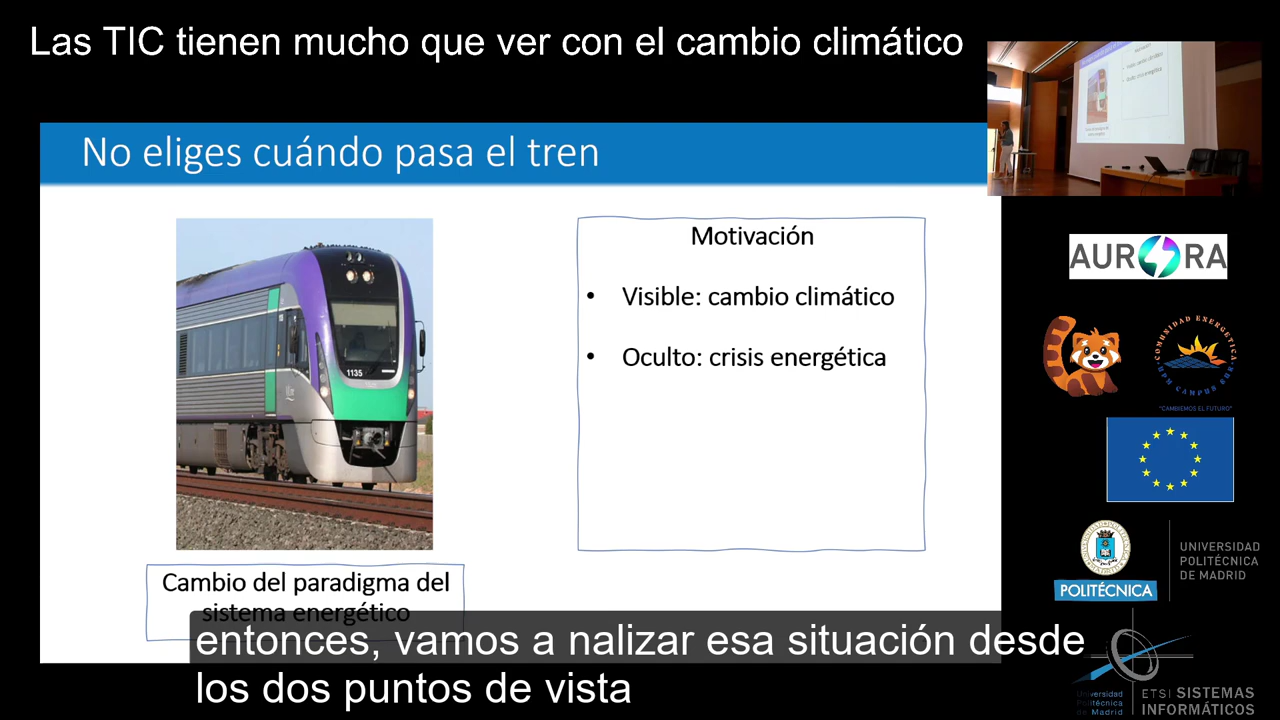 Las TIC tienen mucho que ver con el cambio climático
No eliges cuándo pasa el tren
Motivación
• Visible: cambio climático
• Oculto: crisis energética
1135
Cambio del paradigma del
sistema energético
entonces, vamos a nalizar esa situación desde
los dos puntos de vista
AURORA
COMUNIDAD ENERGÉTICA
UPM CAMPUS SUR
"CAMBIEMOS EL FUTURO"
POLITÉCNICA
UNIVERSIDAD
POLITÉCNICA
DE MADRID
Universidad
Politécnica
de Madrid
ETSI SISTEMAS
INFORMÁTICOS